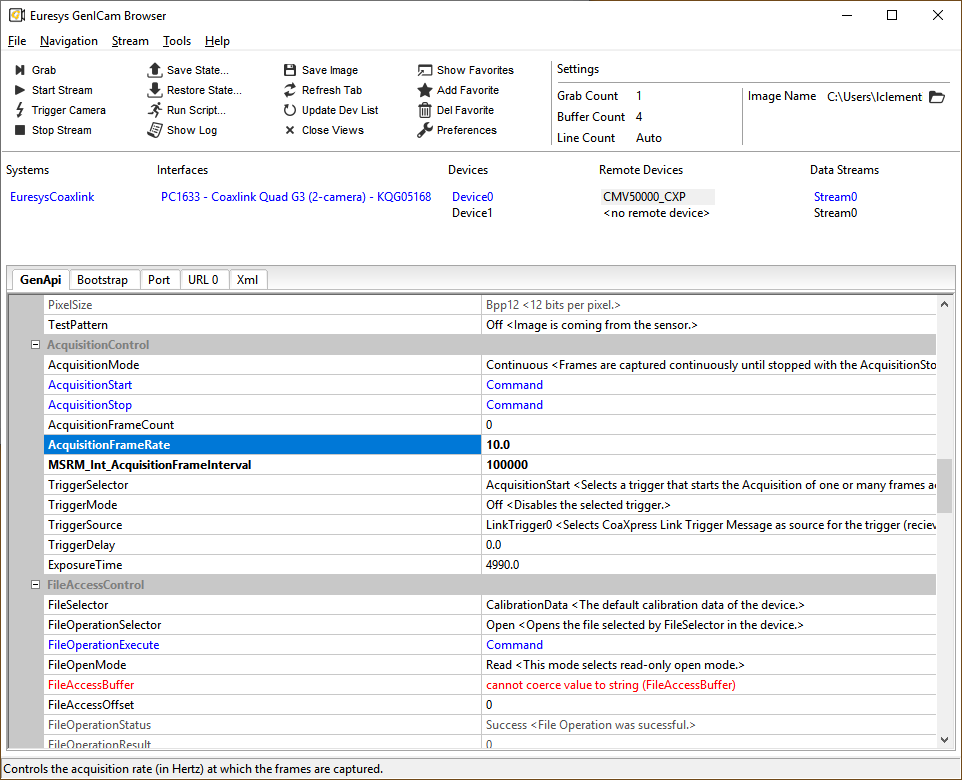 Euresys GenICam Browser
File Navigation Stream Tools Help
Grab Save State... Save Image Show Favorites Settings
Start Stream Restore State... Refresh Tab Add Favorite Grab Count 1 Image Name C:\Users\lclement
Trigger Camera Run Script... Update Dev List Del Favorite Buffer Count 4
Stop Stream Show Log Close Views Preferences Line Count Auto
Systems Interfaces Devices Remote Devices Data Streams
EuresysCoaxlink PC1633 - Coaxlink Quad G3 (2-camera) - KQG05168 Device0 CMV50000_CXP Stream0
Device1 <no remote device> Stream0
GenApi Bootstrap Port URL 0 Xml
PixelSize Bpp12 <12 bits per pixel.>
TestPattern Off <Image is coming from the sensor.>
AcquisitionControl
AcquisitionMode Continuous <Frames are captured continuously until stopped with the AcquisitionSto
AcquisitionStart Command
AcquisitionStop Command
AcquisitionFrameCount 0
AcquisitionFrameRate 10.0
MSRM_Int_AcquisitionFrameInterval 100000
TriggerSelector AcquisitionStart <Selects a trigger that starts the Acquisition of one or many frames a
TriggerMode Off <Disables the selected trigger.>
TriggerSource LinkTrigger0 <Selects CoaXpress Link Trigger Message as source for the trigger (reciev
TriggerDelay 0.0
ExposureTime 4990.0
FileAccessControl
FileSelector CalibrationData <The default calibration data of the device.>
FileOperationSelector Open <Opens the file selected by FileSelector in the device.>
FileOperationExecute Command
FileOpenMode Read <This mode selects read-only open mode.>
FileAccessBuffer cannot coerce value to string (FileAccessBuffer)
FileAccessOffset 0
FileOperationStatus Success <File Operation was sucessful.>
FileOperationResult 0
Controls the acquisition rate (in Hertz) at which the frames are captured.